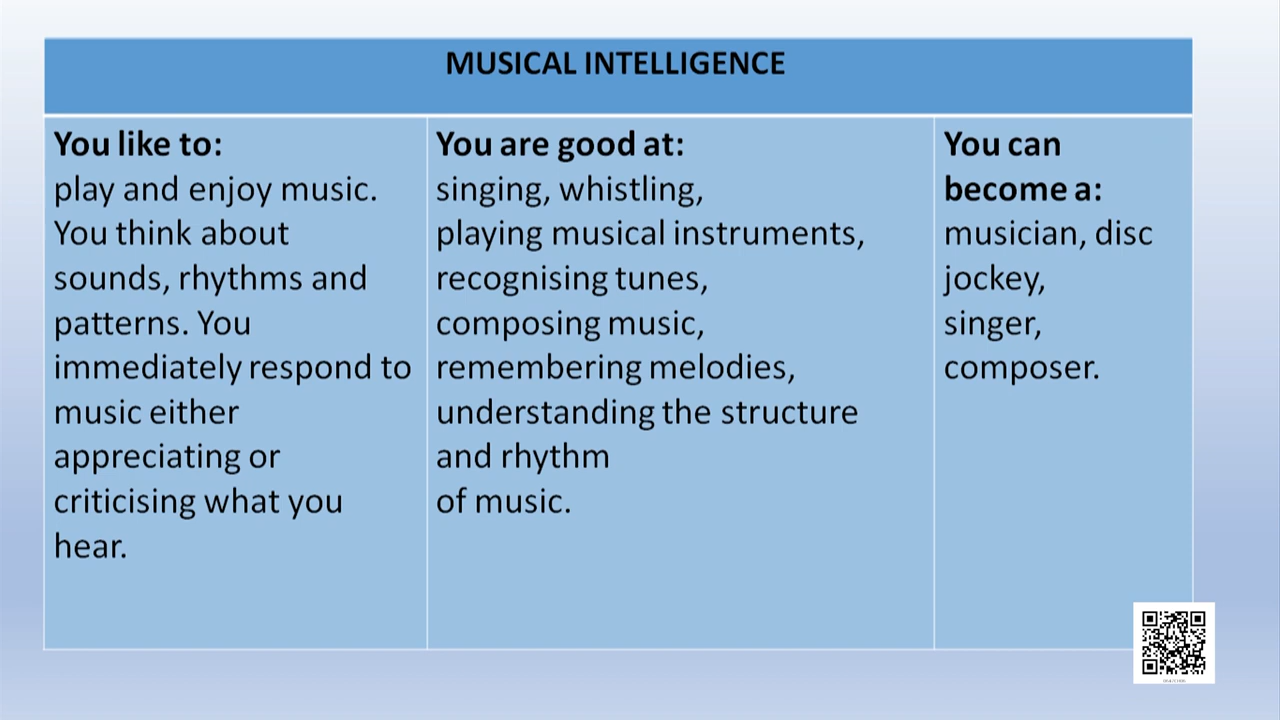 MUSICAL INTELLIGENCE
You like to:
play and enjoy music.
You think about
sounds, rhythms and
patterns. You
immediately respond to
music either
appreciating or
criticising what you
hear.
You are good at:
singing, whistling,
playing musical instruments,
recognising tunes,
composing music,
remembering melodies,
understanding the structure
and rhythm
of music.
You can
become a:
musician, disc
jockey,
singer,
composer.